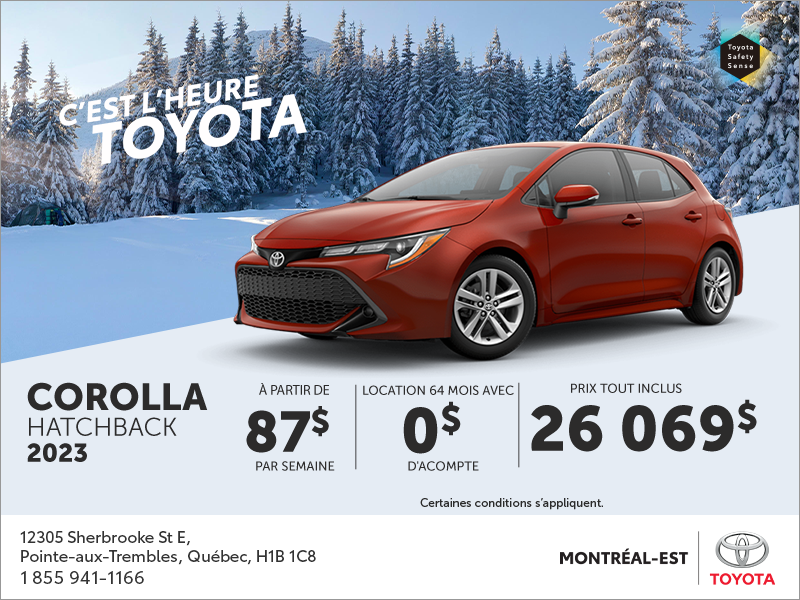 Toyota
Safety
Sense
C'EST L'HEURE
TOYOTA
COROLLA
HATCHBACK
2023
À PARTIR DE
87$
PAR SEMAINE
LOCATION 64 MOIS AVEC
0$
D'ACOMPTE
PRIX TOUT INCLUS
26 069$
Certaines conditions s'appliquent.
12305 Sherbrooke St E,
Pointe-aux-Trembles, Québec, H1B 1C8
1 855 941-1166
MONTRÉAL-EST
TOYOTA